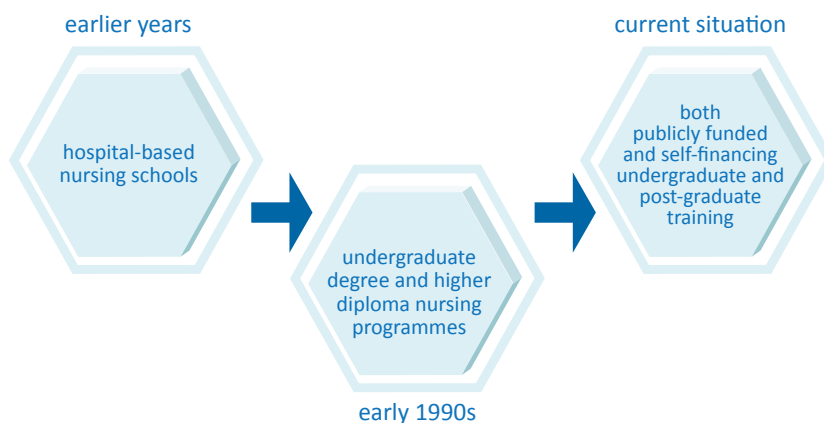 earlier years
hospital-based
nursing schools
undergraduate
degree and higher
diploma nursing
programmes
early 1990s
current situation
both
publicly funded
and self-financing
undergraduate and
post-graduate
training